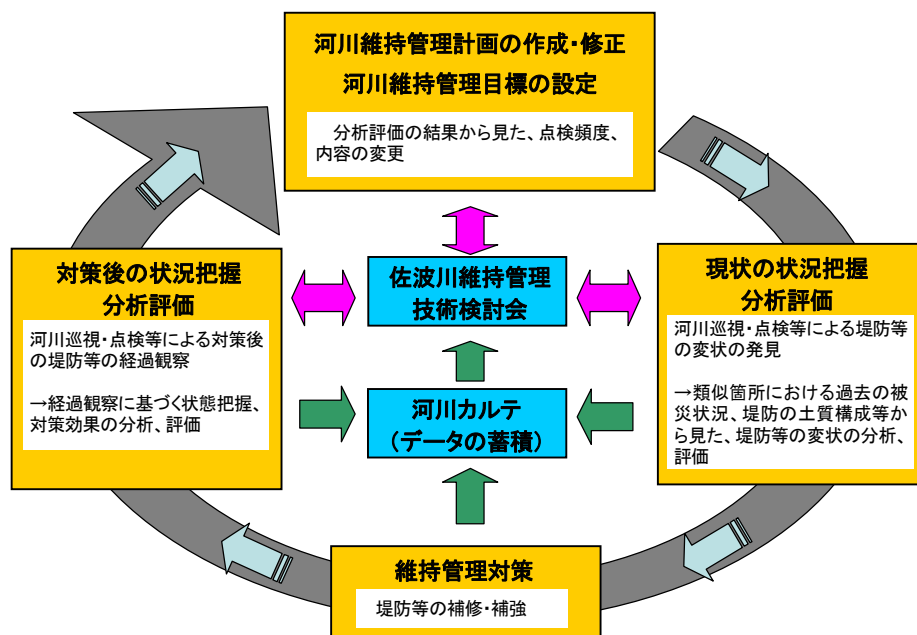 河川維持管理計画の作成・修正
河川維持管理目標の設定
分析評価の結果から見た、点検頻度、
内容の変更
対策後の状況把握
分析評価
河川巡視・点検等による対策後
の堤防等の経過観察
→経過観察に基づく状態把握、
対策効果の分析、評価
佐波川維持管理
技術検討会
河川カルテ
(データの蓄積)
現状の状況把握
分析評価
河川巡視・点検等による堤防等
の変状の発見
→類似箇所における過去の被
災状況、堤防の土質構成等か
ら見た、堤防等の変状の分析、
評価
維持管理対策
堤防等の補修・補強